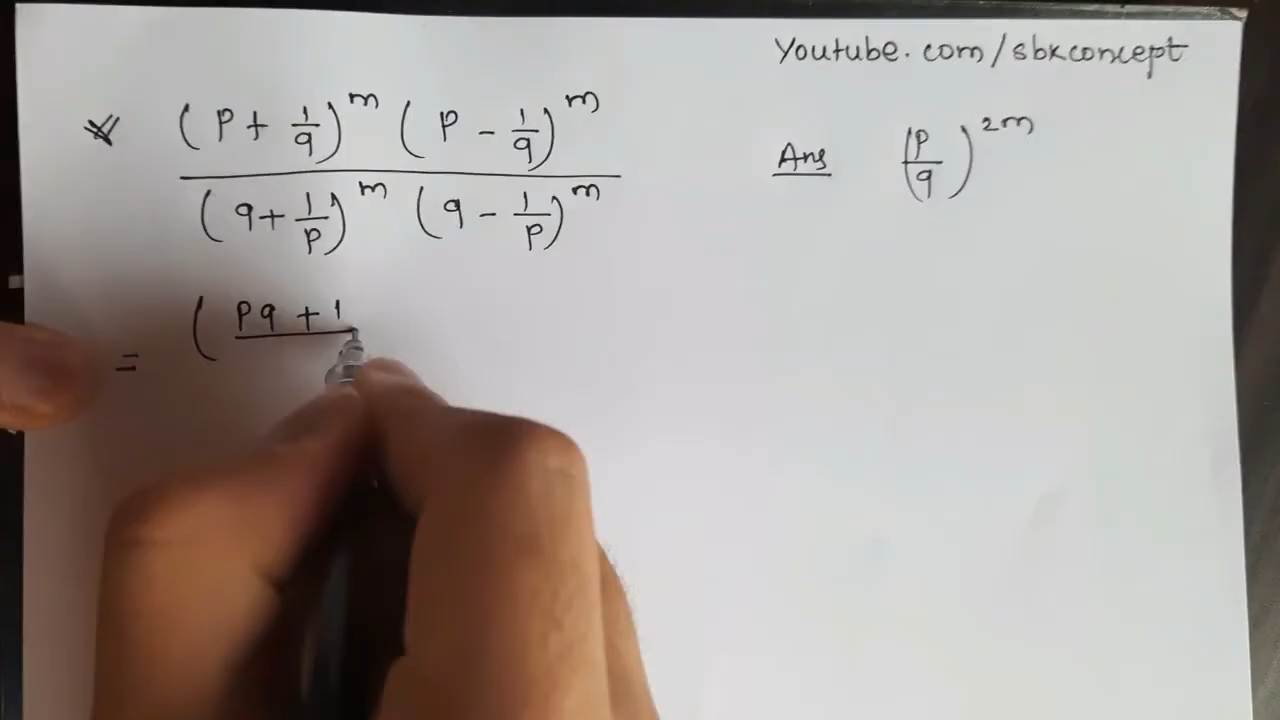 Youtube.com/sbkconcept
* (p + 1/q)^m (p - 1/q)^m
(q + 1/p)^m (q - 1/p)^m
Ans (p/q)^2m
= ( pq + 1